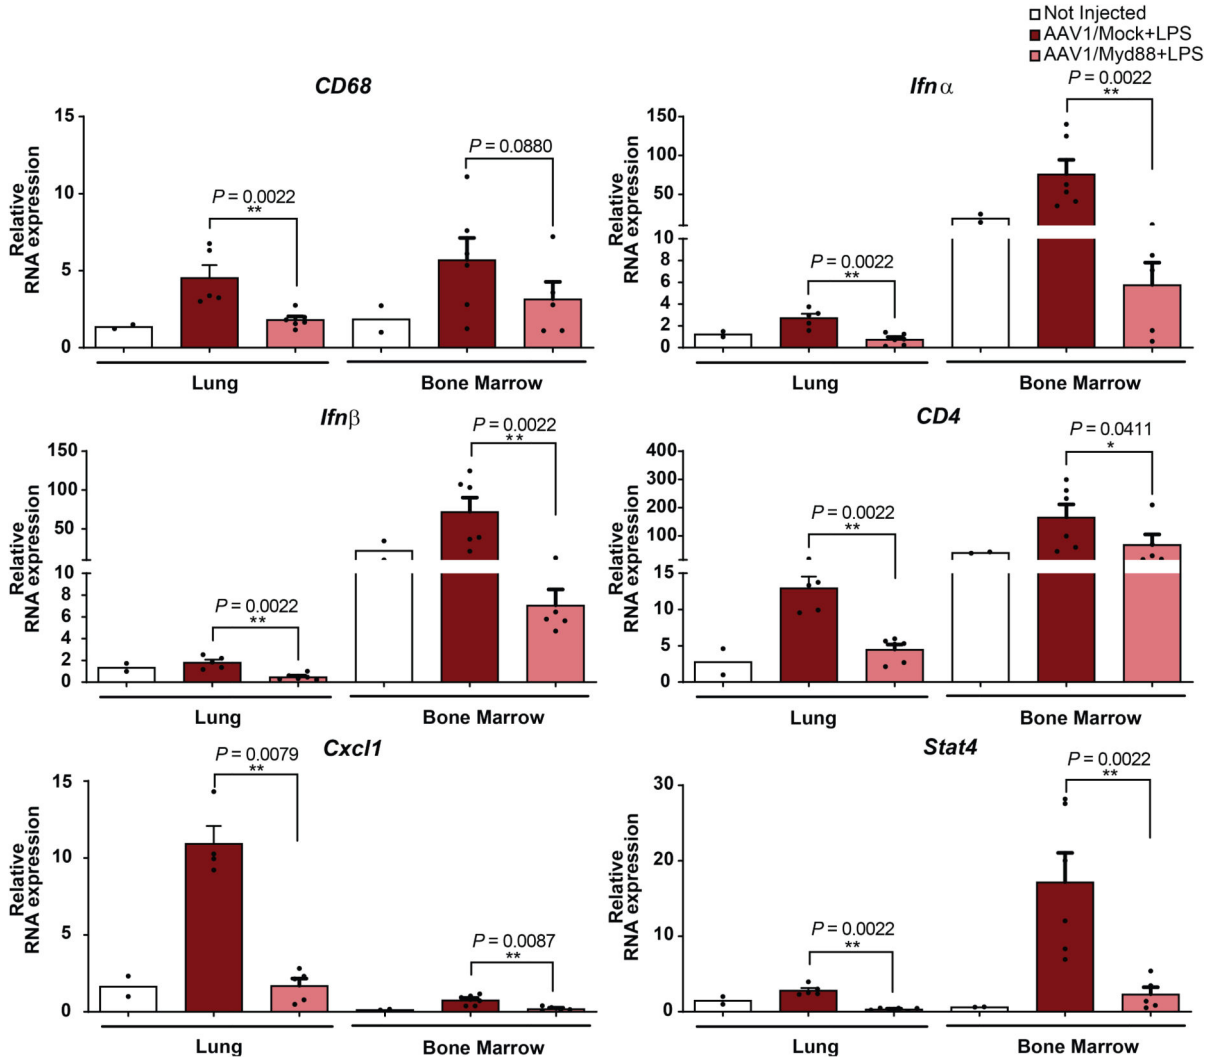 Not Injected
AAV1/Mock+LPS
AAV1/Myd88+LPS
CD68
Relative
RNA expression
15
10
5
0
P = 0.0022
**
P = 0.0880
Lung
Bone Marrow
Ifnα
Relative
RNA expression
150
100
50
10
8
6
4
2
0
P = 0.0022
**
P = 0.0022
**
Lung
Bone Marrow
Ifnβ
Relative
RNA expression
150
100
50
10
8
6
4
2
0
P = 0.0022
**
P = 0.0022
**
Lung
Bone Marrow
CD4
Relative
RNA expression
400
300
200
100
15
10
5
0
P = 0.0022
**
P = 0.0411
*
Lung
Bone Marrow
Cxcl1
Relative
RNA expression
15
10
5
0
P = 0.0079
**
P = 0.0087
**
Lung
Bone Marrow
Stat4
Relative
RNA expression
30
20
10
0
P = 0.0022
**
P = 0.0022
**
Lung
Bone Marrow